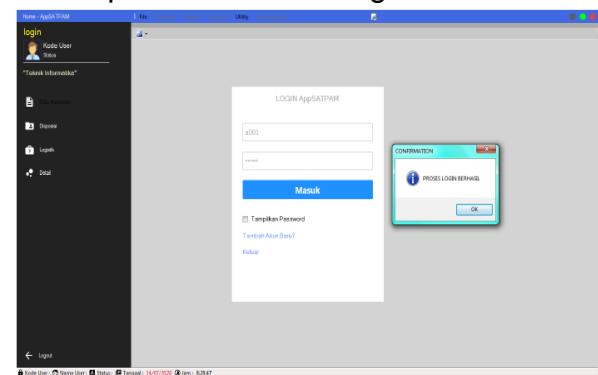 Home - AppSATPAM
File
Utility
login
Kode User
Status
"Teknik Informatika"
Disposisi
Logistik
Detail
Logout
LOGIN AppSATPAM
a001
*****
Masuk
Tampilkan Password
Tambah Akun Baru?
Keluar
CONFIRMATION
PROSES LOGIN BERHASIL
OK
Kode User : Nama User : Status : Tanggal : 14/07/2020 Jam : 9:39:47